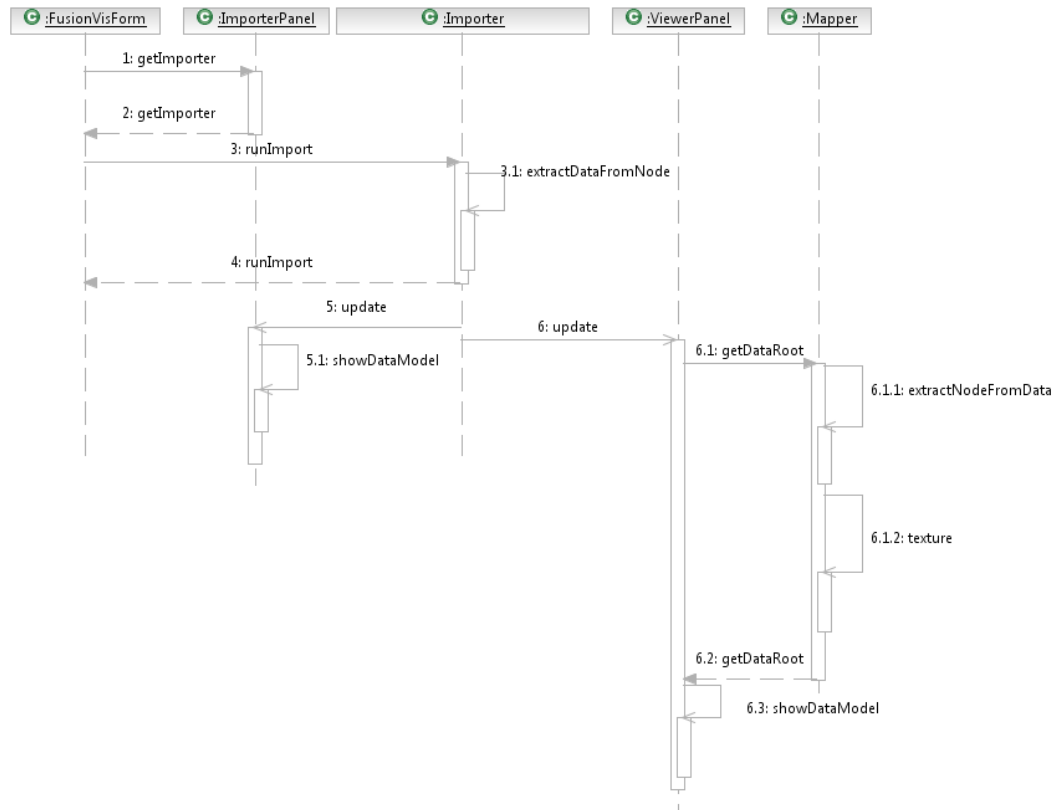 C :FusionVisForm
C :ImporterPanel
C :Importer
C :ViewerPanel
C :Mapper
1: getImporter
2: getImporter
3: runImport
3.1: extractDataFromNode
4: runImport
5: update
6: update
6.1: getDataRoot
5.1: showDataModel
6.1.1: extractNodeFromData
6.1.2: texture
6.2: getDataRoot
6.3: showDataModel